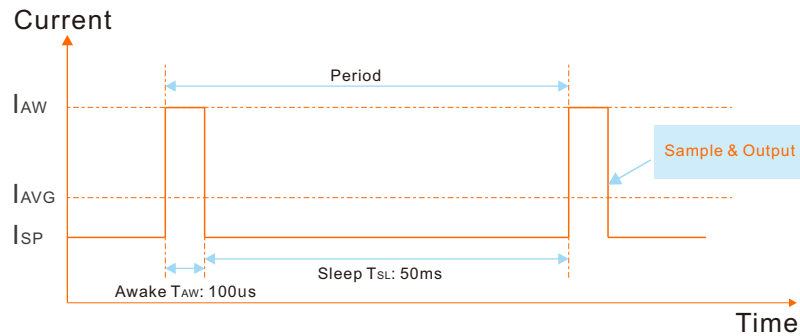 Current
Period
IAW
Sample & Output
IAVG
ISP
Sleep TSL: 50ms
Awake TAW: 100us
Time